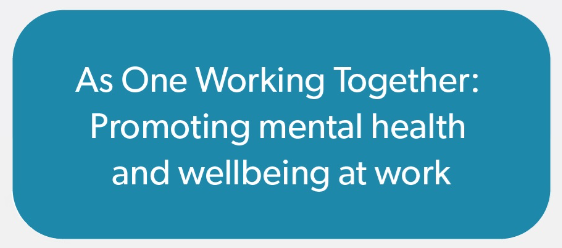 As One Working Together:
Promoting mental health
and wellbeing at work